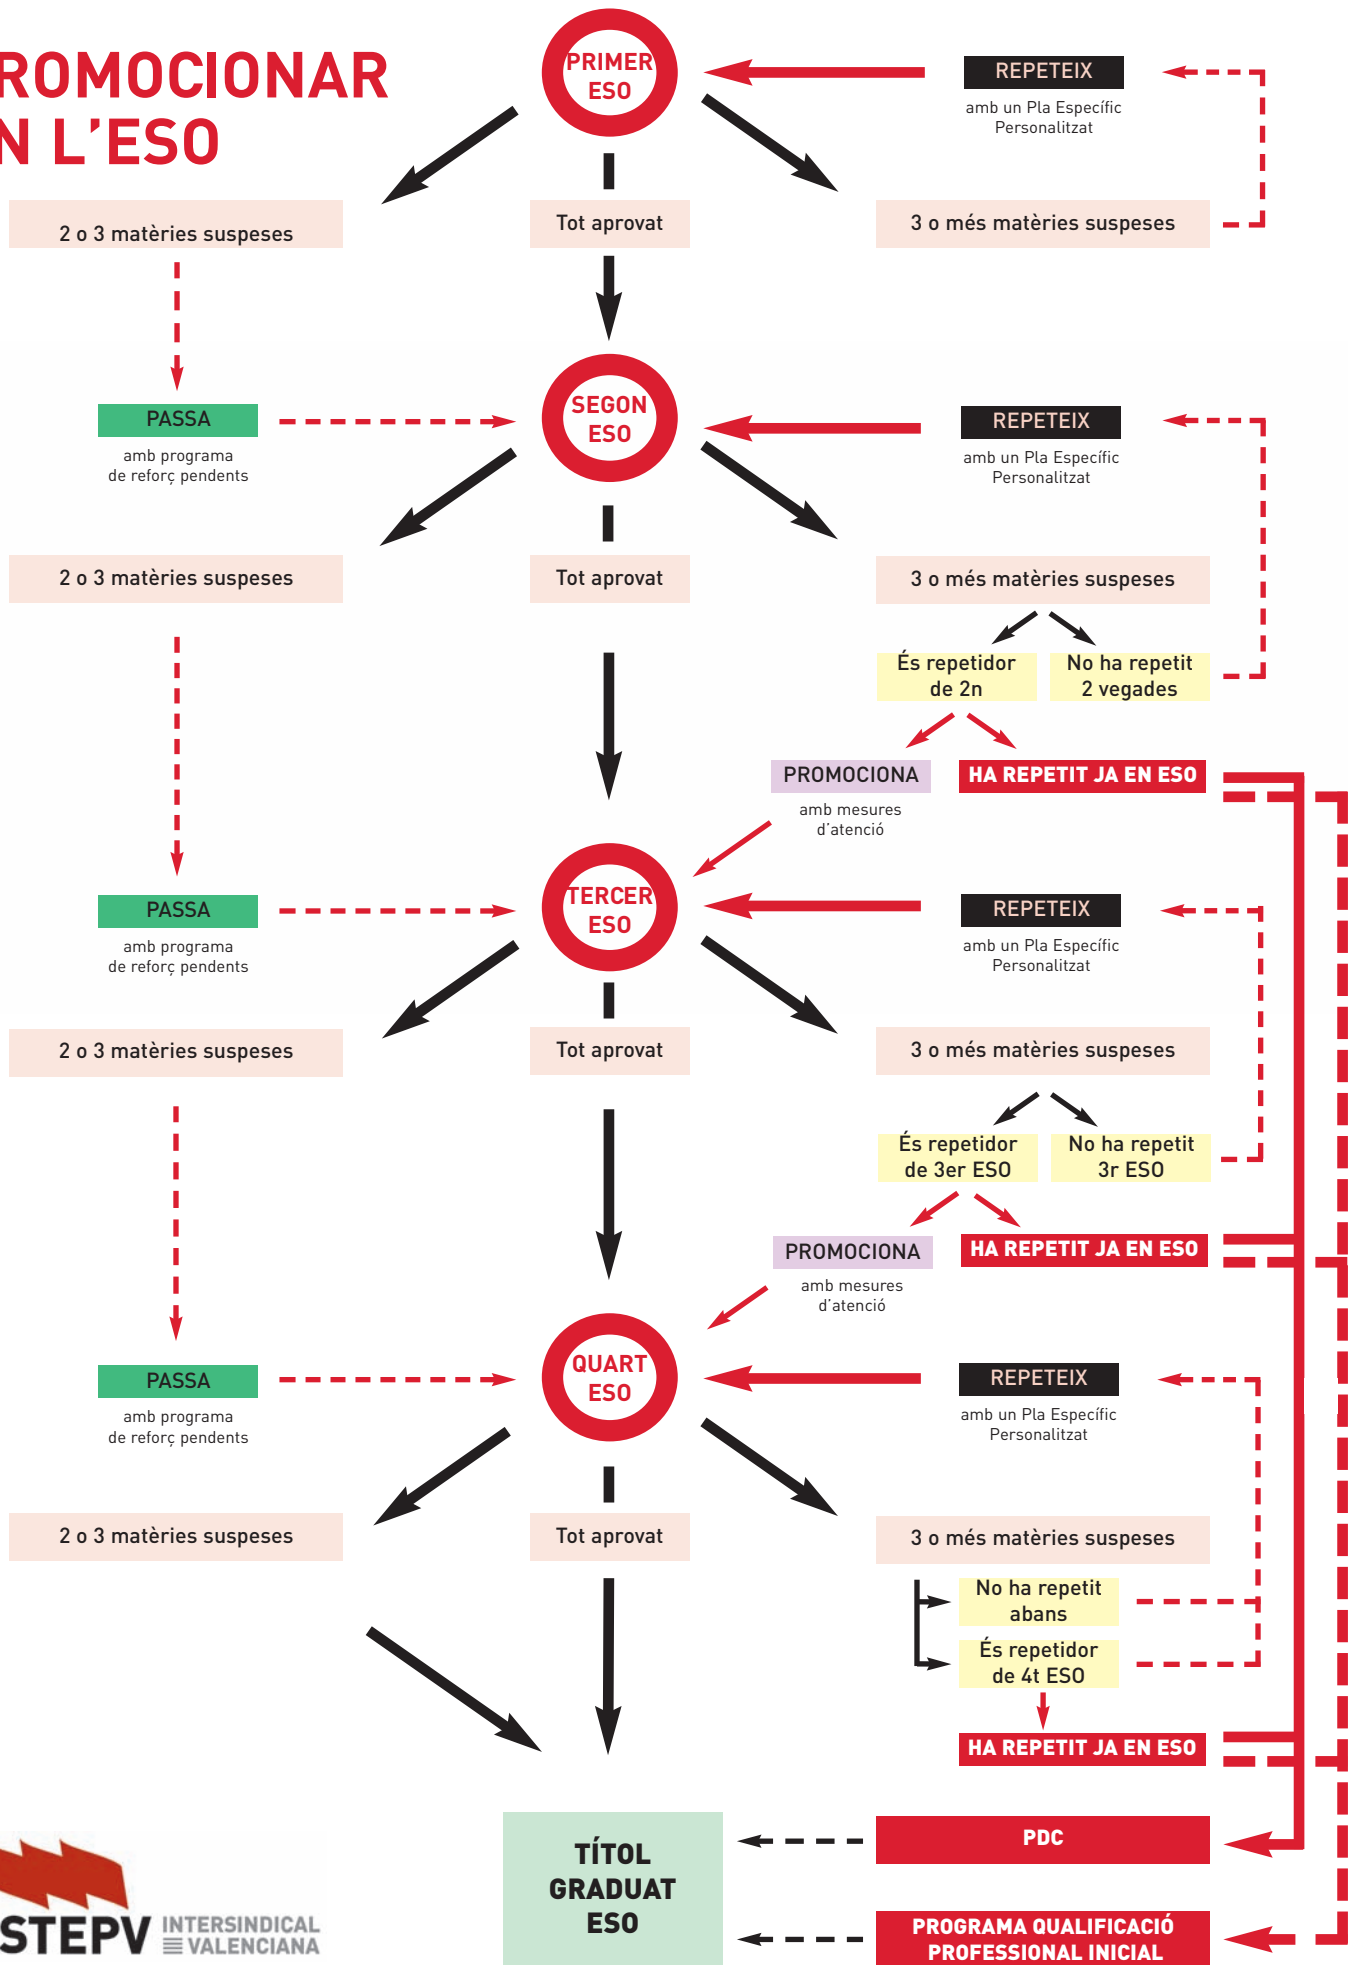 ROMOCIONAR
N L'ESO
PRIMER
ESO
REPETEIX
amb un Pla Específic
Personalitzat
2 o 3 matèries suspeses
Tot aprovat
3 o més matèries suspeses
PASSA
amb programa
de reforç pendents
SEGON
ESO
REPETEIX
amb un Pla Específic
Personalitzat
2 o 3 matèries suspeses
Tot aprovat
3 o més matèries suspeses
És repetidor
de 2n
No ha repetit
2 vegades
PROMOCIONA
amb mesures
d'atenció
HA REPETIT JA EN ESO
PASSA
amb programa
de reforç pendents
TERCER
ESO
REPETEIX
amb un Pla Específic
Personalitzat
2 o 3 matèries suspeses
Tot aprovat
3 o més matèries suspeses
És repetidor
de 3er ESO
No ha repetit
3r ESO
PROMOCIONA
amb mesures
d'atenció
HA REPETIT JA EN ESO
PASSA
amb programa
de reforç pendents
QUART
ESO
REPETEIX
amb un Pla Específic
Personalitzat
2 o 3 matèries suspeses
Tot aprovat
3 o més matèries suspeses
No ha repetit
abans
És repetidor
de 4t ESO
HA REPETIT JA EN ESO
TÍTOL
GRADUAT
ESO
PDC
PROGRAMA QUALIFICACIÓ
PROFESSIONAL INICIAL
STEPV
INTERSINDICAL
VALENCIANA